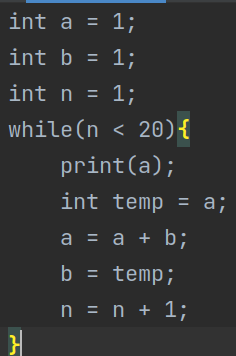 int a = 1;
int b = 1;
int n = 1;
while(n < 20){
    print(a);
    int temp = a;
    a = a + b;
    b = temp;
    n = n + 1;
}